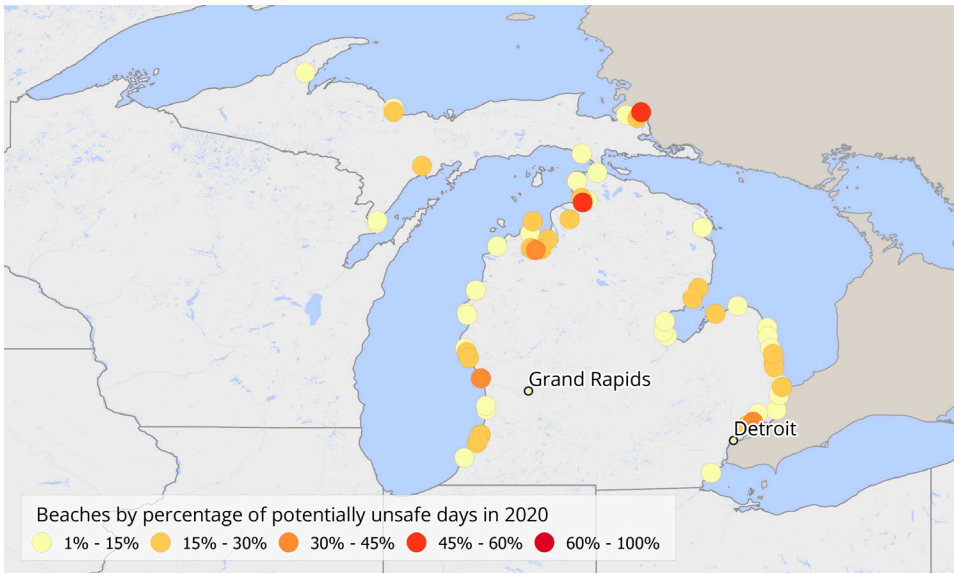 Grand Rapids
Detroit
Beaches by percentage of potentially unsafe days in 2020
1% - 15% 15% - 30% 30% - 45% 45% - 60% 60% - 100%